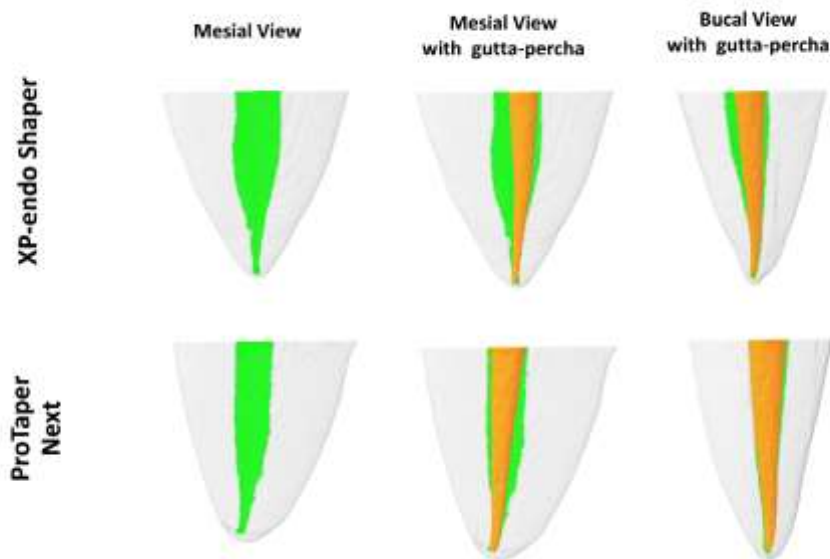 Mesial View
Mesial View
with gutta-percha
Bucal View
with gutta-percha
XP-endo Shaper
ProTaper
Next